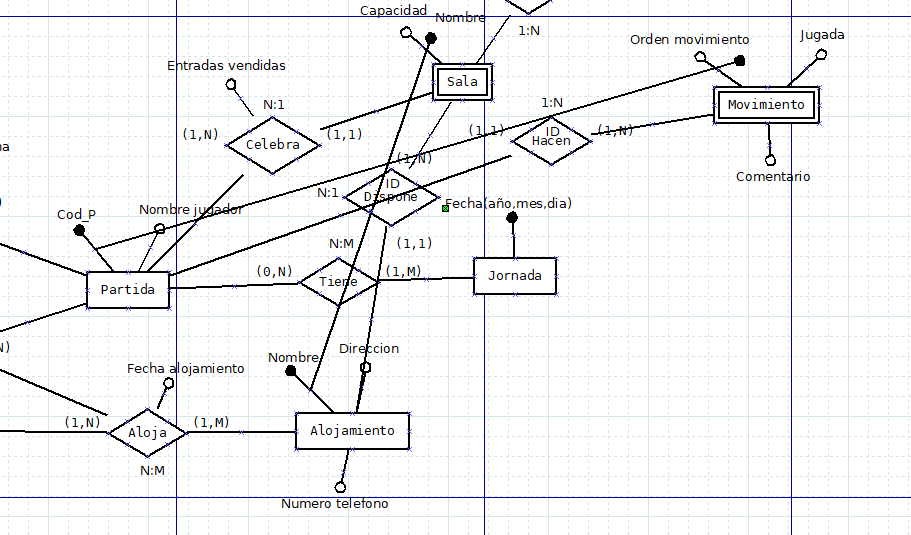 Capacidad
Nombre
1:N
Jugada
Orden movimiento
Entradas vendidas
Sala
N:1
1:N
Movimiento
(1,N)
Celebra
(1,1)
(1,1)
ID
Hacen
(1,N)
(1,N)
Comentario
N:1
ID
Dispone
Cod_P
Nombre jugador
Fecha(año,mes,dia)
N:M
(1,1)
(0,N)
Tiene
(1,M)
Jornada
Partida
N)
Nombre
Direccion
Fecha alojamiento
(1,N)
Aloja
(1,M)
Alojamiento
N:M
Numero telefono